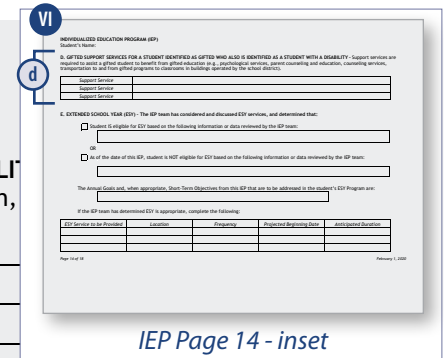 VI
INDIVIDUALIZED EDUCATION PROGRAM (IEP)
Student's Name:
d
D. GIFTED SUPPORT SERVICES FOR A STUDENT IDENTIFIED AS GIFTED WHO ALSO IS IDENTIFIED AS A STUDENT WITH A DISABILITY - Support services are
required to assist a gifted student to benefit from gifted education (e.g., psychological services, parent counseling and education, counseling services,
transportation to and from gifted programs to classrooms in buildings operated by the school district).
Support Service
Support Service
Support Service
E. EXTENDED SCHOOL YEAR (ESY) - The IEP team has considered and discussed ESY services, and determined that:
Student IS eligible for ESY based on the following information or data reviewed by the IEP team:
OR
As of the date of this IEP, student is NOT eligible for ESY based on the following information or data reviewed by the IEP team:
The Annual Goals and, when appropriate, Short-Term Objectives from this IEP that are to be addressed in the student's ESY Program are:
If the IEP team has determined ESY is appropriate, complete the following:
ESY Service to be Provided Location Frequency Projected Beginning Date Anticipated Duration
Page 14 of 18 February 1, 2020
IEP Page 14 - inset